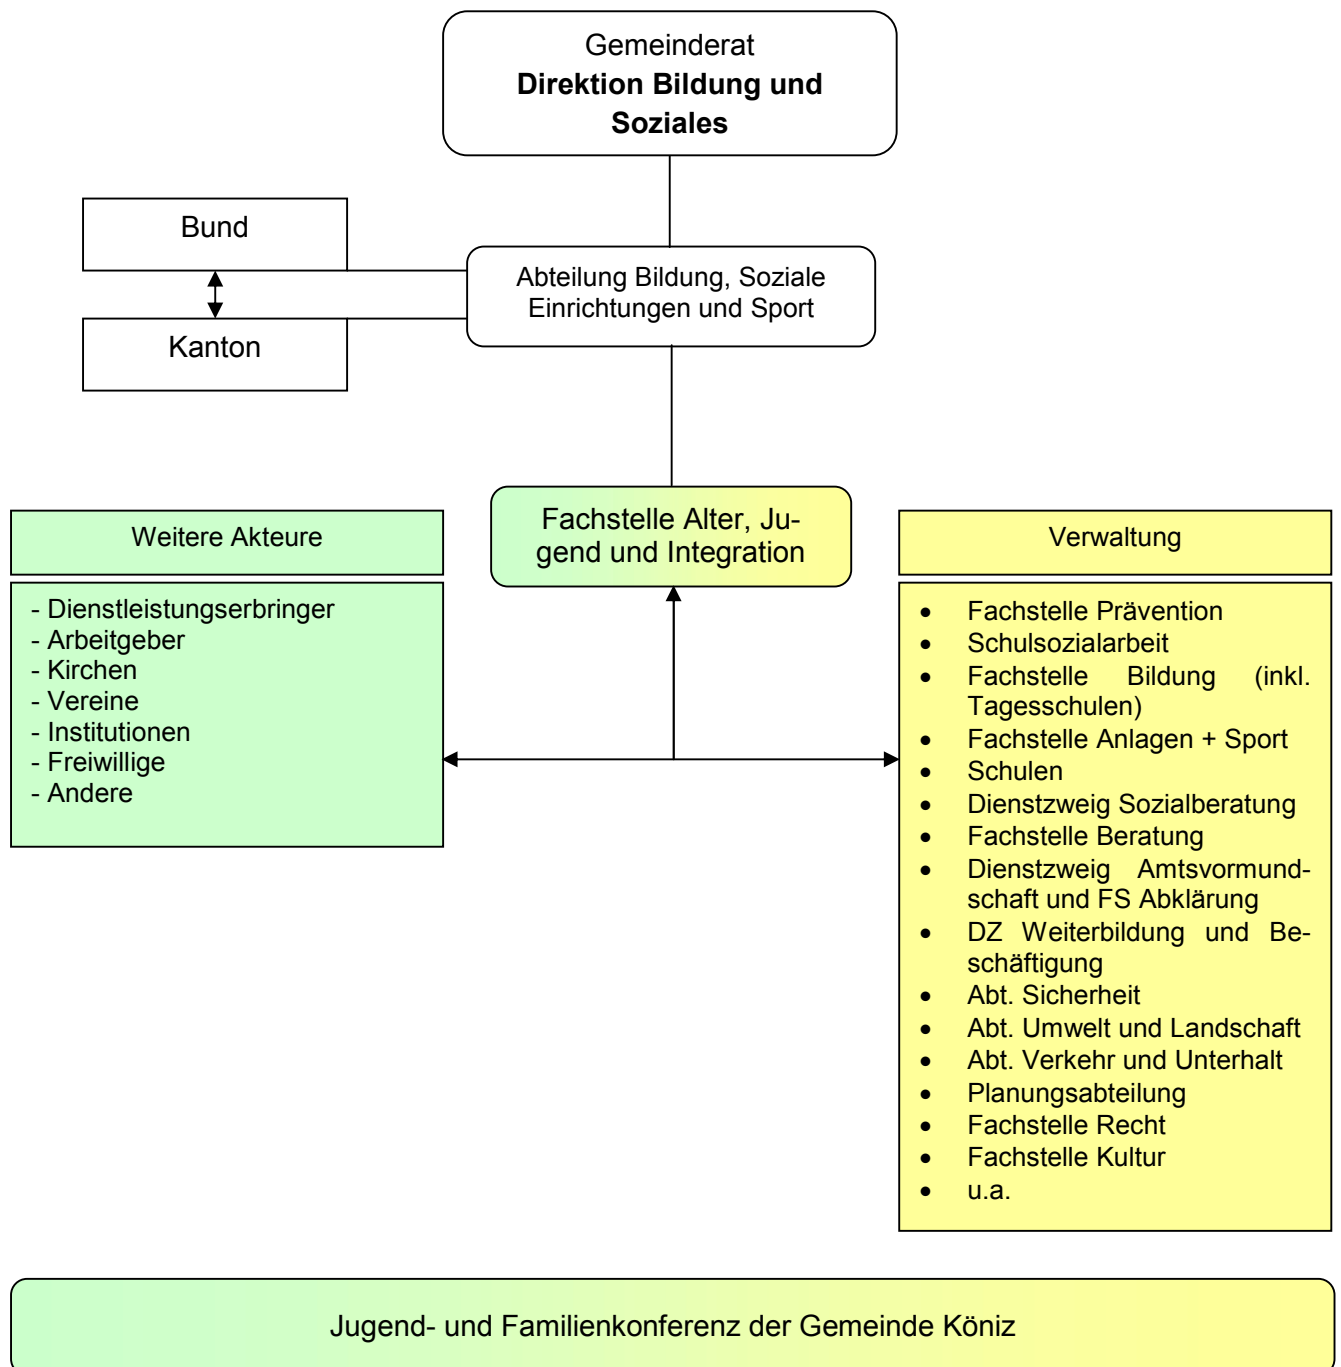 Gemeinderat
Direktion Bildung und
Soziales
Bund
Kanton
Abteilung Bildung, Soziale
Einrichtungen und Sport
Fachstelle Alter, Ju-
gend und Integration
Weitere Akteure
- Dienstleistungserbringer
- Arbeitgeber
- Kirchen
- Vereine
- Institutionen
- Freiwillige
- Andere
Verwaltung
• Fachstelle Prävention
• Schulsozialarbeit
• Fachstelle Bildung (inkl.
Tagesschulen)
• Fachstelle Anlagen + Sport
• Schulen
• Dienstzweig Sozialberatung
• Fachstelle Beratung
• Dienstzweig Amtsvormund-
schaft und FS Abklärung
• DZ Weiterbildung und Be-
schäftigung
• Abt. Sicherheit
• Abt. Umwelt und Landschaft
• Abt. Verkehr und Unterhalt
• Planungsabteilung
• Fachstelle Recht
• Fachstelle Kultur
• u.a.
Jugend- und Familienkonferenz der Gemeinde Köniz